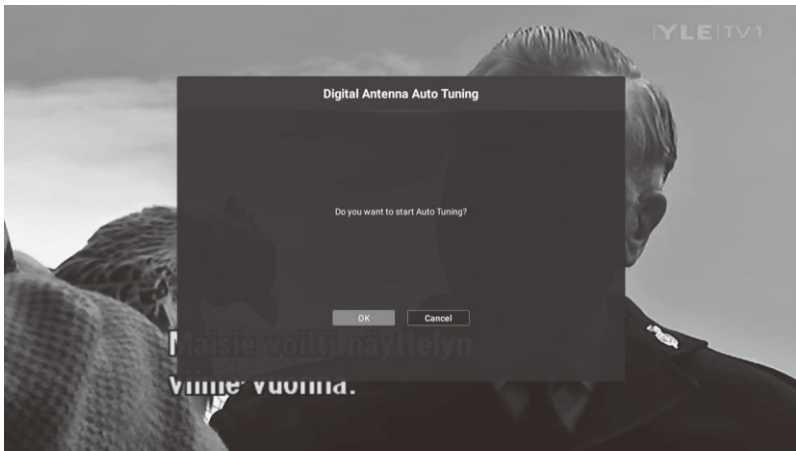 YLE TV1
Digital Antenna Auto Tuning
Do you want to start Auto Tuning?
OK
Cancel
Maisie voitti näyttelyn
viime vuonna.